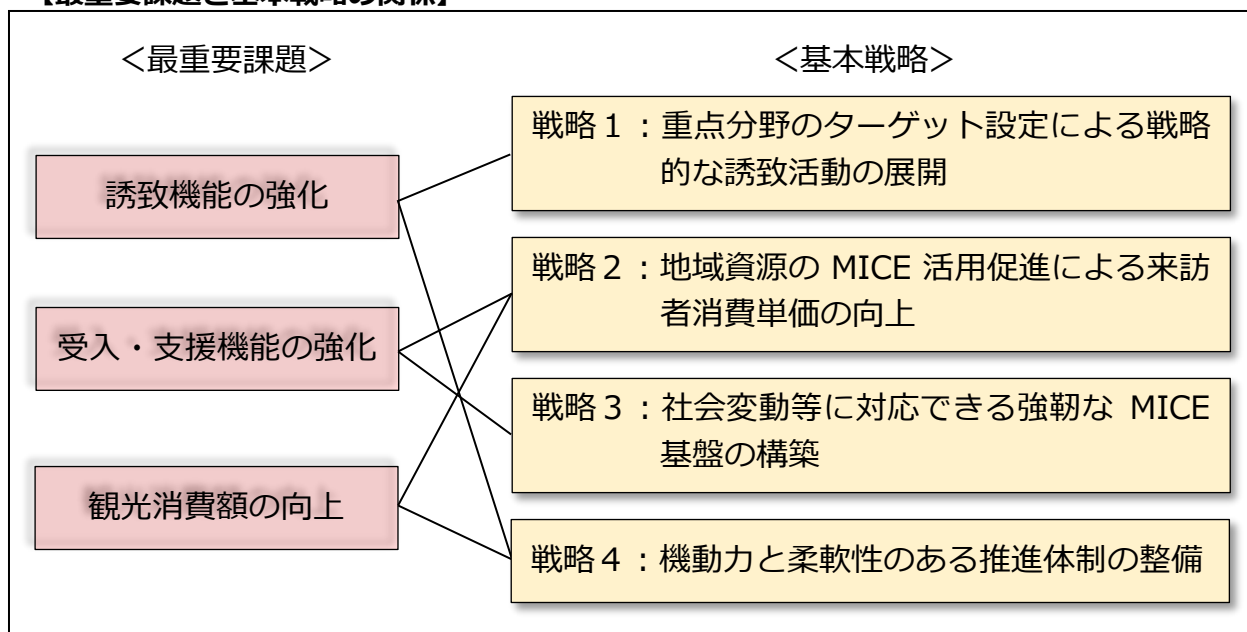 【最重要課題と基本戦略の関係】
＜最重要課題＞
＜基本戦略＞
誘致機能の強化
受入・支援機能の強化
観光消費額の向上
戦略１：重点分野のターゲット設定による戦略
的な誘致活動の展開
戦略２：地域資源の MICE 活用促進による来訪
者消費単価の向上
戦略３：社会変動等に対応できる強靭な MICE
基盤の構築
戦略４：機動力と柔軟性のある推進体制の整備